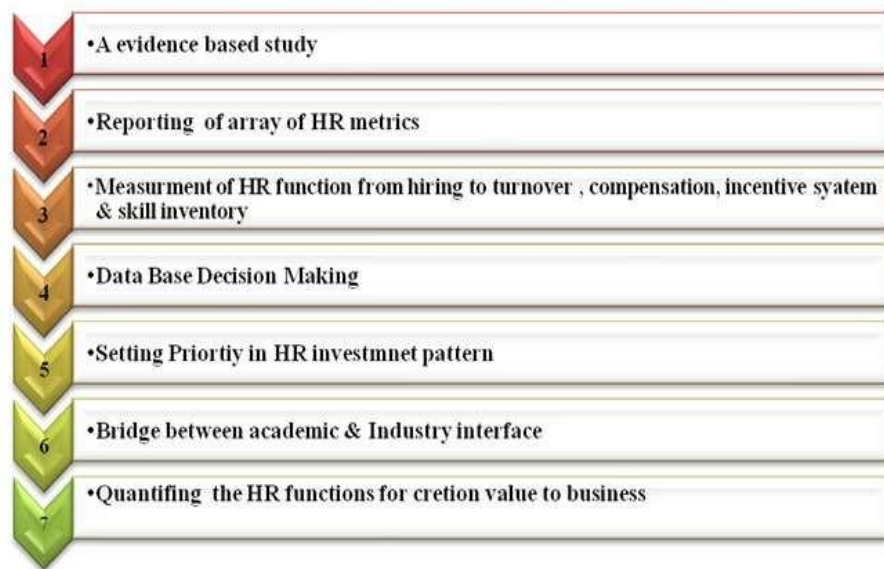 1
•A evidence based study
2
•Reporting of array of HR metrics
3
•Measurment of HR function from hiring to turnover , compensation, incentive syatem
& skill inventory
4
•Data Base Decision Making
5
•Setting Priortiy in HR investmnet pattern
6
•Bridge between academic & Industry interface
7
•Quantifing the HR functions for cretion value to business